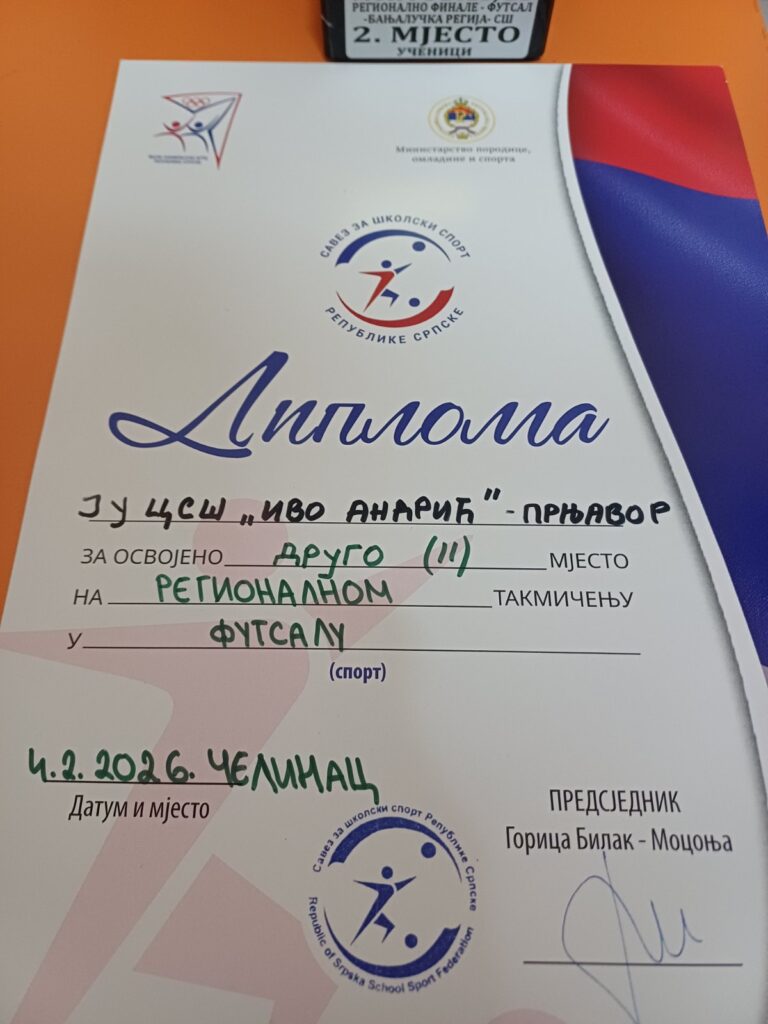 РЕГИОНАЛНО ФИНАЛЕ - ФУТСАЛ
-БАЊАЛУЧКА РЕГИЈА- СШ
2. МЈЕСТО
УЧЕНИЦИ
Министарство породице,
омладине и спорта
САВЕЗ ЗА ШКОЛСКИ СПОРТ
РЕПУБЛИКЕ СРПСКЕ
Диплома
ЈУ ЦСШ „ИВО АНДРИЋ" - ПРЊАВОР
ЗА ОСВОЈЕНО ДРУГО (II) МЈЕСТО
НА РЕГИОНАЛНОМ ТАКМИЧЕЊУ
У ФУТСАЛУ
(спорт)
4.2.2026. ЧЕЛИНАЦ
Датум и мјесто
ПРЕДСЈЕДНИК
Горица Билак - Моцоња
Савез за школски спорт Републике Српске
Republic of Srpska School Sport Federation